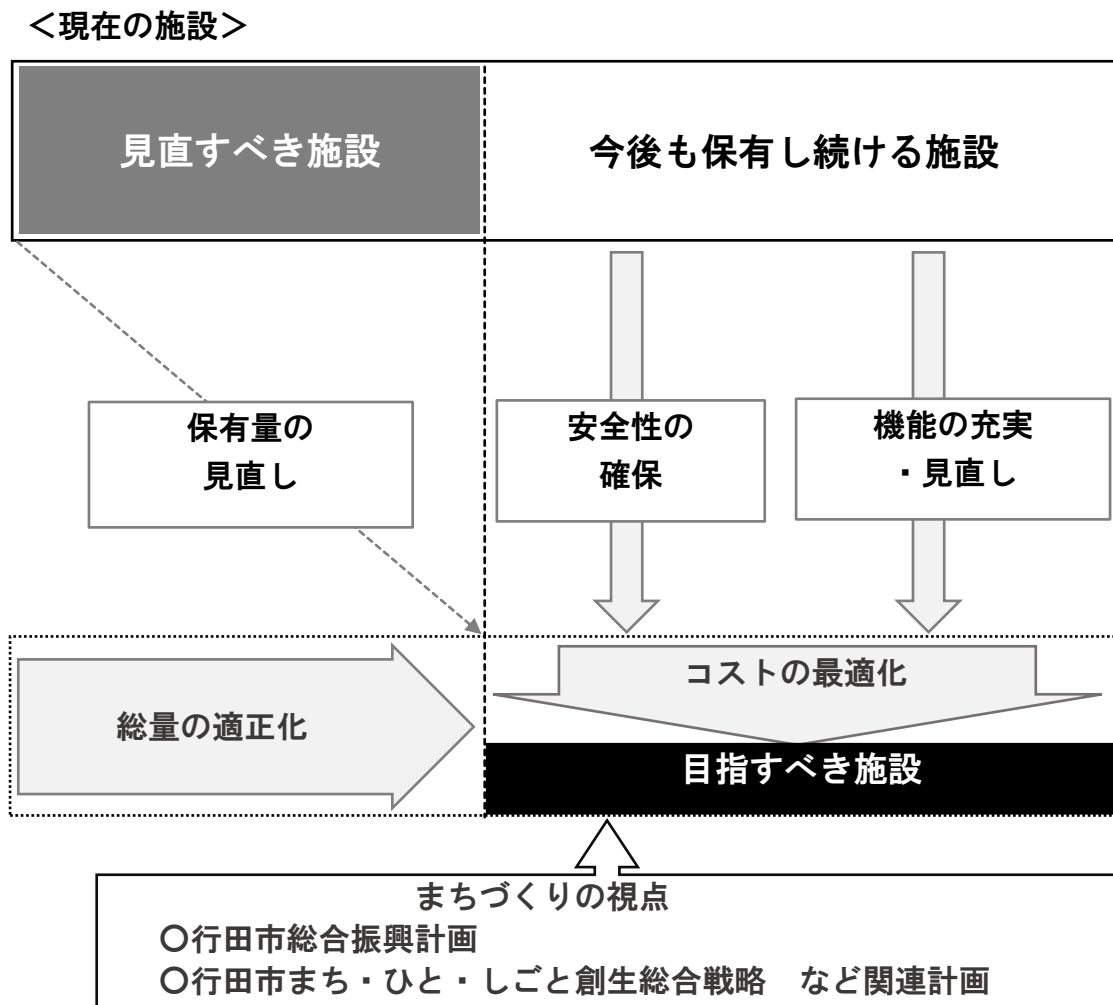 ＜現在の施設＞
見直すべき施設
今後も保有し続ける施設
保有量の
見直し
安全性の
確保
機能の充実
・見直し
コストの最適化
総量の適正化
目指すべき施設
まちづくりの視点
〇行田市総合振興計画
〇行田市まち・ひと・しごと創生総合戦略　など関連計画